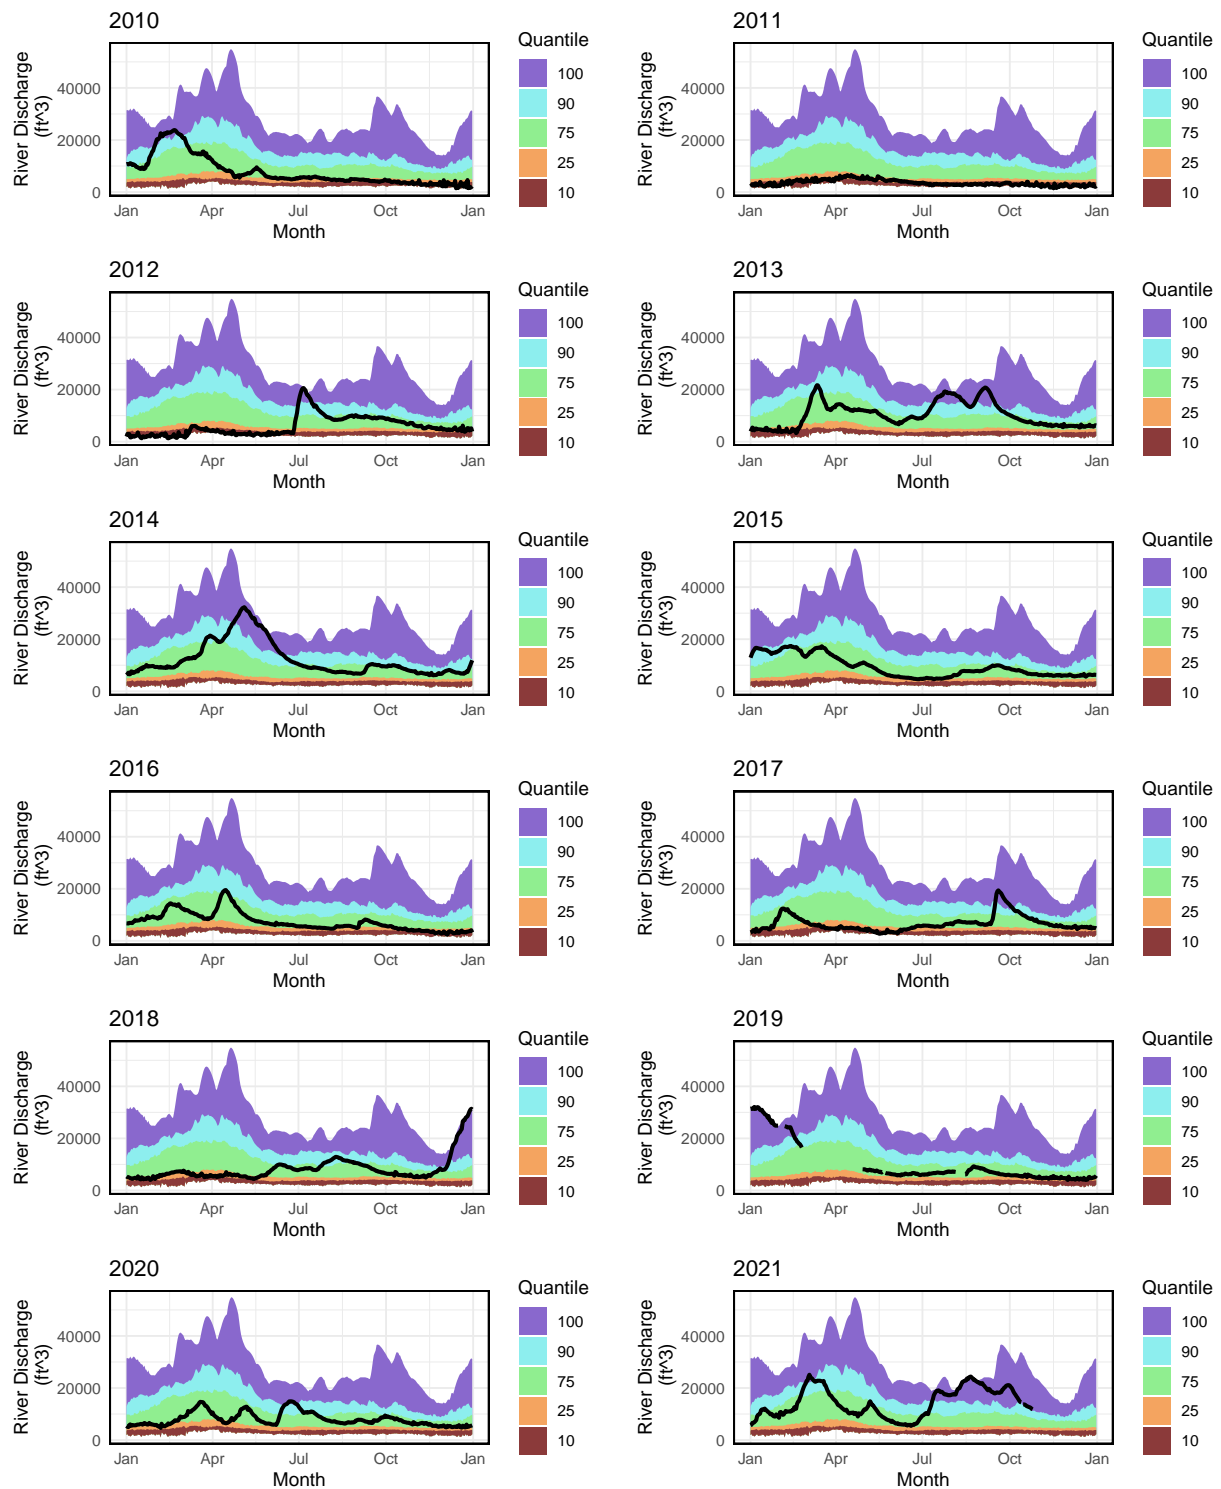 2010
River Discharge
(ft^3)
40000
20000
0
Jan Apr Jul Oct Jan
Month
Quantile
100
90
75
25
10
2011
River Discharge
(ft^3)
40000
20000
0
Jan Apr Jul Oct Jan
Month
Quantile
100
90
75
25
10
2012
River Discharge
(ft^3)
40000
20000
0
Jan Apr Jul Oct Jan
Month
Quantile
100
90
75
25
10
2013
River Discharge
(ft^3)
40000
20000
0
Jan Apr Jul Oct Jan
Month
Quantile
100
90
75
25
10
2014
River Discharge
(ft^3)
40000
20000
0
Jan Apr Jul Oct Jan
Month
Quantile
100
90
75
25
10
2015
River Discharge
(ft^3)
40000
20000
0
Jan Apr Jul Oct Jan
Month
Quantile
100
90
75
25
10
2016
River Discharge
(ft^3)
40000
20000
0
Jan Apr Jul Oct Jan
Month
Quantile
100
90
75
25
10
2017
River Discharge
(ft^3)
40000
20000
0
Jan Apr Jul Oct Jan
Month
Quantile
100
90
75
25
10
2018
River Discharge
(ft^3)
40000
20000
0
Jan Apr Jul Oct Jan
Month
Quantile
100
90
75
25
10
2019
River Discharge
(ft^3)
40000
20000
0
Jan Apr Jul Oct Jan
Month
Quantile
100
90
75
25
10
2020
River Discharge
(ft^3)
40000
20000
0
Jan Apr Jul Oct Jan
Month
Quantile
100
90
75
25
10
2021
River Discharge
(ft^3)
40000
20000
0
Jan Apr Jul Oct Jan
Month
Quantile
100
90
75
25
10